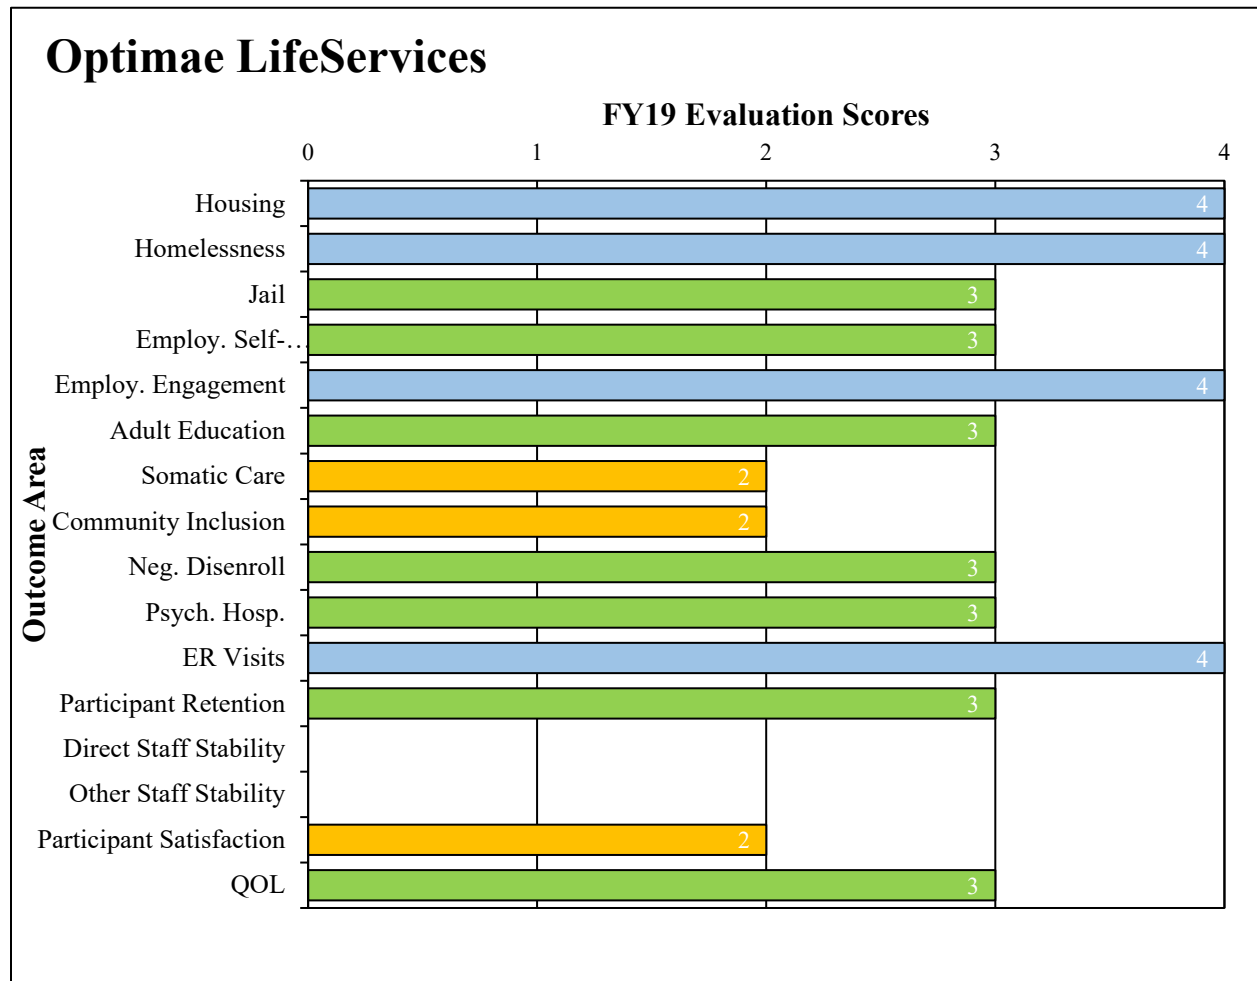 Optimae LifeServices
FY19 Evaluation Scores
0 1 2 3 4
Outcome Area
Housing 4
Homelessness 4
Jail 3
Employ. Self-… 3
Employ. Engagement 4
Adult Education 3
Somatic Care 2
Community Inclusion 2
Neg. Disenroll 3
Psych. Hosp. 3
ER Visits 4
Participant Retention 3
Direct Staff Stability
Other Staff Stability
Participant Satisfaction 2
QOL 3